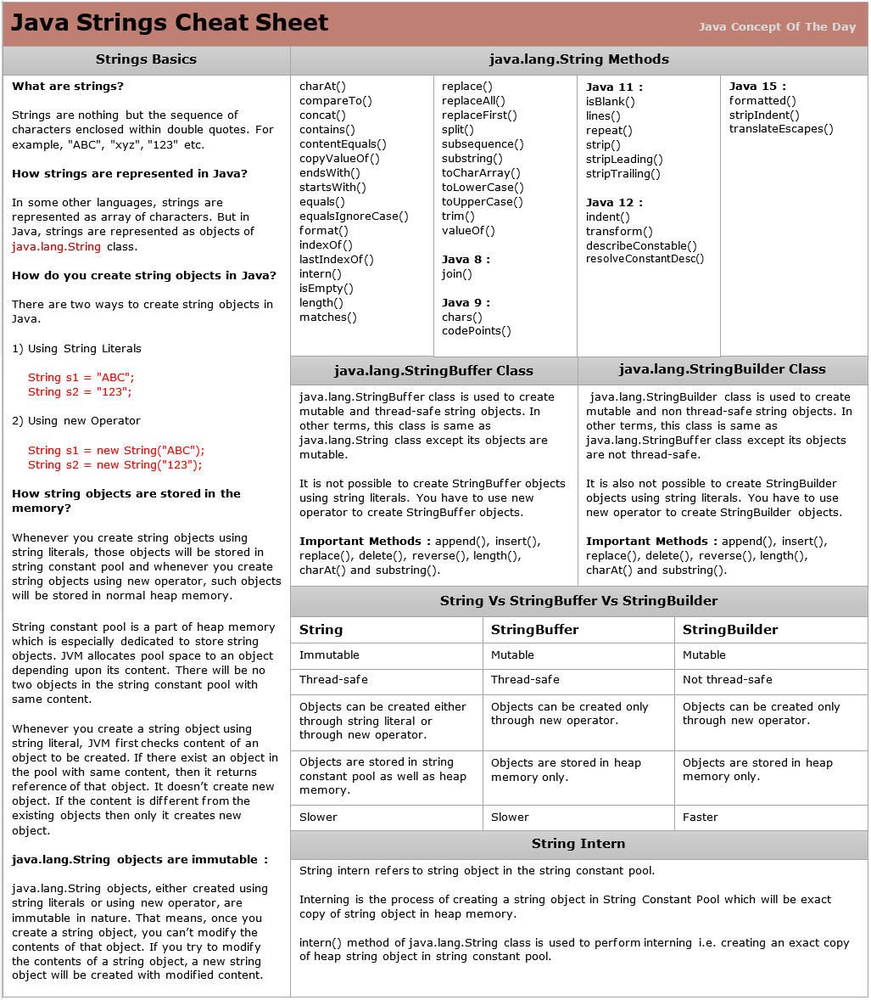 Java Strings Cheat Sheet
Java Concept Of The Day
Strings Basics
What are strings?
Strings are nothing but the sequence of
characters enclosed within double quotes. For
example, "ABC", "xyz", "123" etc.
How strings are represented in Java?
In some other languages, strings are
represented as array of characters. But in
Java, strings are represented as objects of
java.lang.String class.
How do you create string objects in Java?
There are two ways to create string objects in
Java.
1) Using String Literals
String s1 = "ABC";
String s2 = "123";
2) Using new Operator
String s1 = new String("ABC");
String s2 = new String("123");
How string objects are stored in the
memory?
Whenever you create string objects using
string literals, those objects will be stored in
string constant pool and whenever you create
string objects using new operator, such objects
will be stored in normal heap memory.
String constant pool is a part of heap memory
which is especially dedicated to store string
objects. JVM allocates pool space to an object
depending upon its content. There will be no
two objects in the string constant pool with
same content.
Whenever you create a string object using
string literal, JVM first checks content of an
object to be created. If there exist an object in
the pool with same content, then it returns
reference of that object. It doesn't create new
object. If the content is different from the
existing objects then only it creates new
object.
java.lang.String objects are immutable :
java.lang.String objects, either created using
string literals or using new operator, are
immutable in nature. That means, once you
create a string object, you can't modify the
contents of that object. If you try to modify
the contents of a string object, a new string
object will be created with modified content.
java.lang.String Methods
charAt()
compareTo()
concat()
contains()
contentEquals()
copyValueOf()
endsWith()
startsWith()
equals()
equalsIgnoreCase()
format()
indexOf()
lastIndexOf()
intern()
isEmpty()
length()
matches()
replace()
replaceAll()
replaceFirst()
split()
subsequence()
substring()
toCharArray()
toLowerCase()
toUpperCase()
trim()
valueOf()
Java 8 :
join()
Java 9 :
chars()
codePoints()
Java 11 :
isBlank()
lines()
repeat()
strip()
stripLeading()
stripTrailing()
Java 12 :
indent()
transform()
describeConstable()
resolveConstantDesc()
Java 15 :
formatted()
stripIndent()
translateEscapes()
java.lang.StringBuffer Class
java.lang.StringBuffer class is used to create
mutable and thread-safe string objects. In
other terms, this class is same as
java.lang.String class except its objects are
mutable.
It is not possible to create StringBuffer objects
using string literals. You have to use new
operator to create StringBuffer objects.
Important Methods : append(), insert(),
replace(), delete(), reverse(), length(),
charAt() and substring().
java.lang.StringBuilder Class
java.lang.StringBuilder class is used to create
mutable and non thread-safe string objects. In
other terms, this class is same as
java.lang.StringBuffer class except its objects
are not thread-safe.
It is also not possible to create StringBuilder
objects using string literals. You have to use
new operator to create StringBuilder objects.
Important Methods : append(), insert(),
replace(), delete(), reverse(), length(),
charAt() and substring().
String Vs StringBuffer Vs StringBuilder
String
StringBuffer
StringBuilder
Immutable
Mutable
Mutable
Thread-safe
Thread-safe
Not thread-safe
Objects can be created either
through string literal or
through new operator.
Objects can be created only
through new operator.
Objects can be created only
through new operator.
Objects are stored in string
constant pool as well as heap
memory.
Objects are stored in heap
memory only.
Objects are stored in heap
memory only.
Slower
Slower
Faster
String Intern
String intern refers to string object in the string constant pool.
Interning is the process of creating a string object in String Constant Pool which will be exact
copy of string object in heap memory.
intern() method of java.lang.String class is used to perform interning i.e. creating an exact copy
of heap string object in string constant pool.